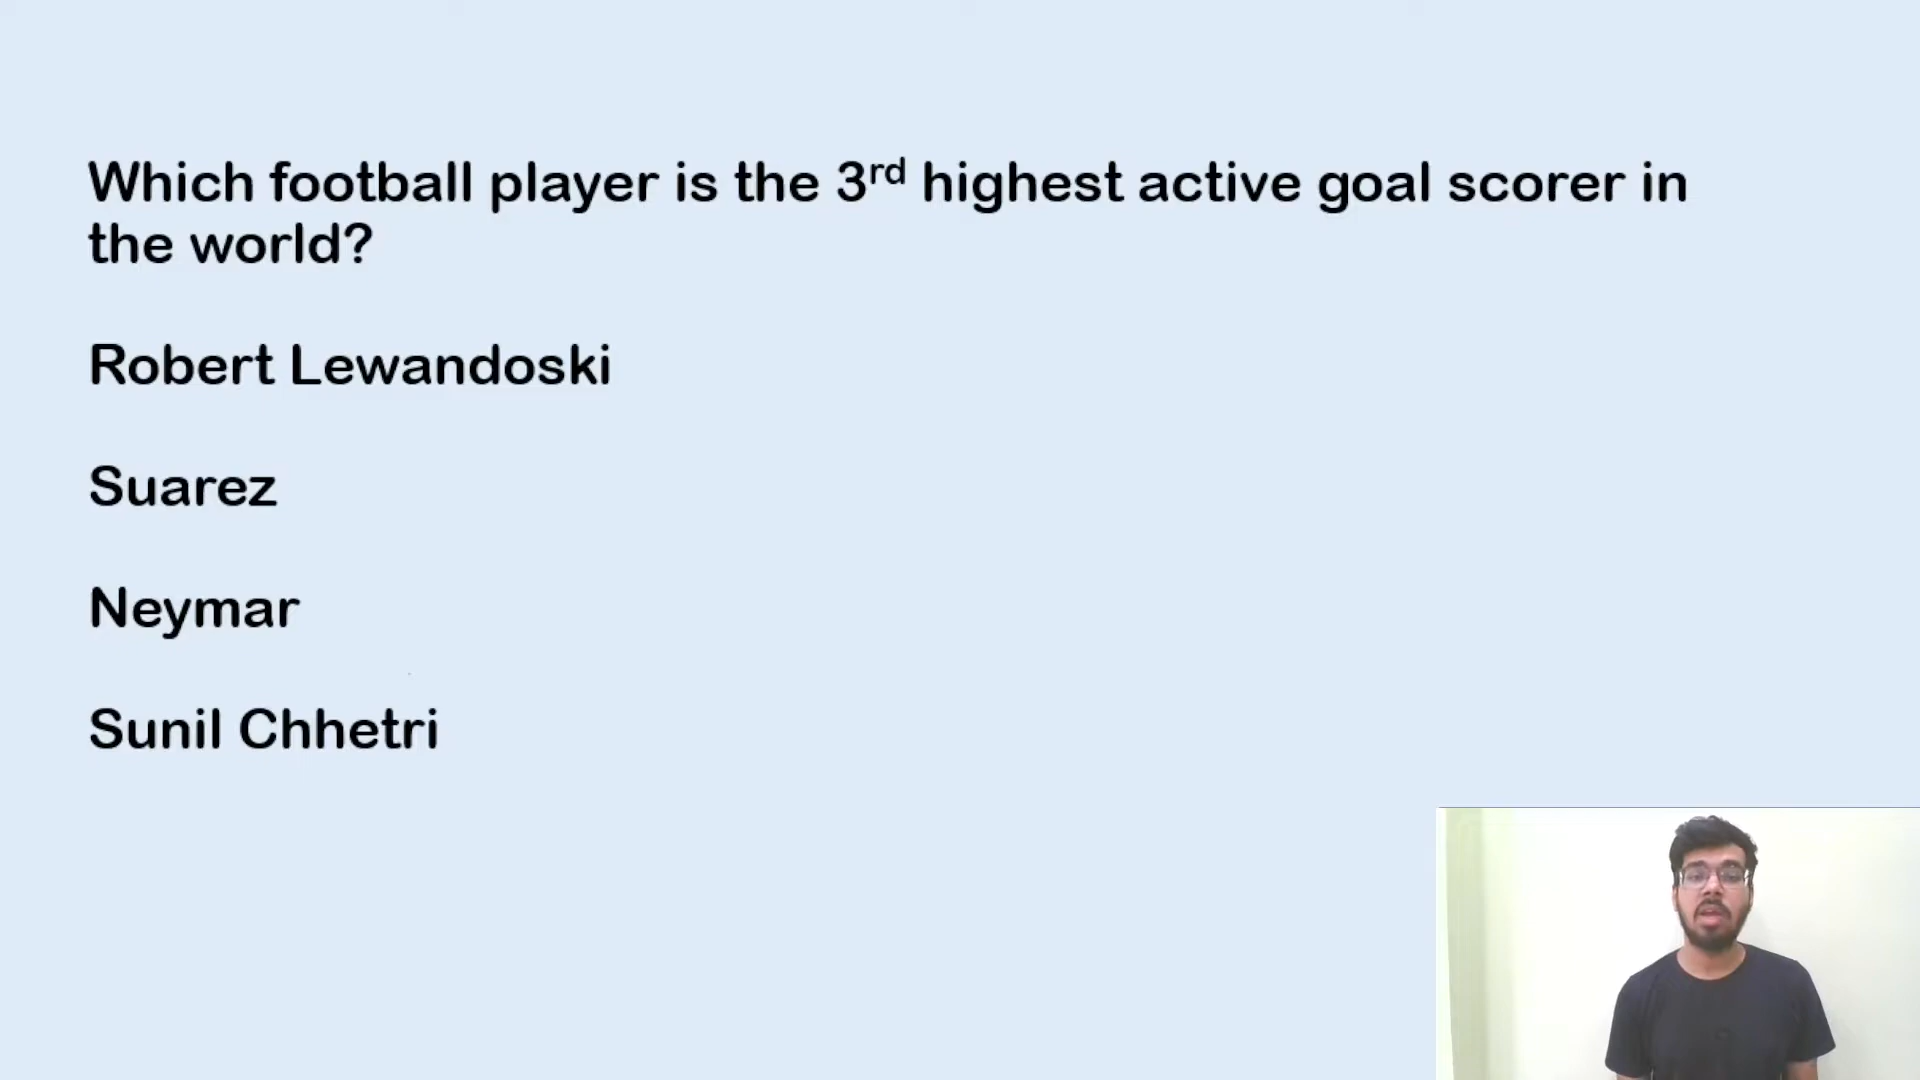 Which football player is the 3rd highest active goal scorer in
the world?
Robert Lewandoski
Suarez
Neymar
Sunil Chhetri